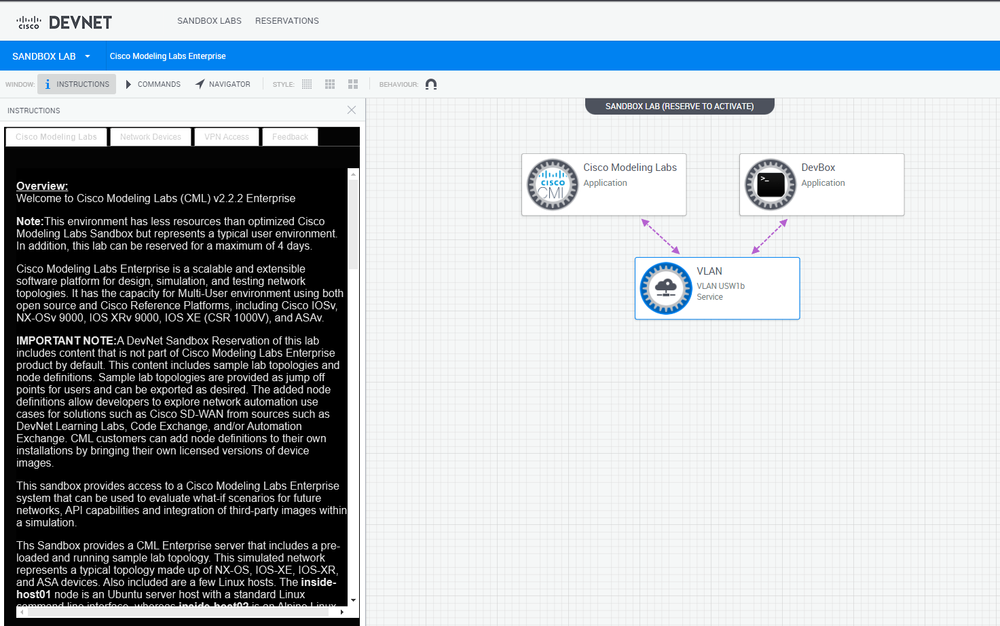 cisco DEVNET
SANDBOX LABS
RESERVATIONS
SANDBOX LAB
Cisco Modeling Labs Enterprise
WINDOW:
INSTRUCTIONS
COMMANDS
NAVIGATOR
STYLE:
BEHAVIOUR:
INSTRUCTIONS
Cisco Modeling Labs
Network Devices
VPN Access
Feedback
Overview:
Welcome to Cisco Modeling Labs (CML) v2.2.2 Enterprise
Note:This environment has less resources than optimized Cisco
Modeling Labs Sandbox but represents a typical user environment.
In addition, this lab can be reserved for a maximum of 4 days.
Cisco Modeling Labs Enterprise is a scalable and extensible
software platform for design, simulation, and testing network
topologies. It has the capacity for Multi-User environment using both
open source and Cisco Reference Platforms, including Cisco IOSv,
NX-OSv 9000, IOS XRv 9000, IOS XE (CSR 1000V), and ASAv.
IMPORTANT NOTE:A DevNet Sandbox Reservation of this lab
includes content that is not part of Cisco Modeling Labs Enterprise
product by default. This content includes sample lab topologies and
node definitions. Sample lab topologies are provided as jump off
points for users and can be exported as desired. The added node
definitions allow developers to explore network automation use
cases for solutions such as Cisco SD-WAN from sources such as
DevNet Learning Labs, Code Exchange, and/or Automation
Exchange. CML customers can add node definitions to their own
installations by bringing their own licensed versions of device
images.
This sandbox provides access to a Cisco Modeling Labs Enterprise
system that can be used to evaluate what-if scenarios for future
networks, API capabilities and integration of third-party images within
a simulation.
Ths Sandbox provides a CML Enterprise server that includes a pre-
loaded and running sample lab topology. This simulated network
represents a typical topology made up of NX-OS, IOS-XE, IOS-XR,
and ASA devices. Also included are a few Linux hosts. The inside-
host01 node is an Ubuntu server host with a standard Linux
command line interface, whereas inside-host02 is an Alpine Linux
SANDBOX LAB (RESERVE TO ACTIVATE)
cisco
CML
Cisco Modeling Labs
Application
>_
DevBox
Application
VLAN
VLAN USW1b
Service